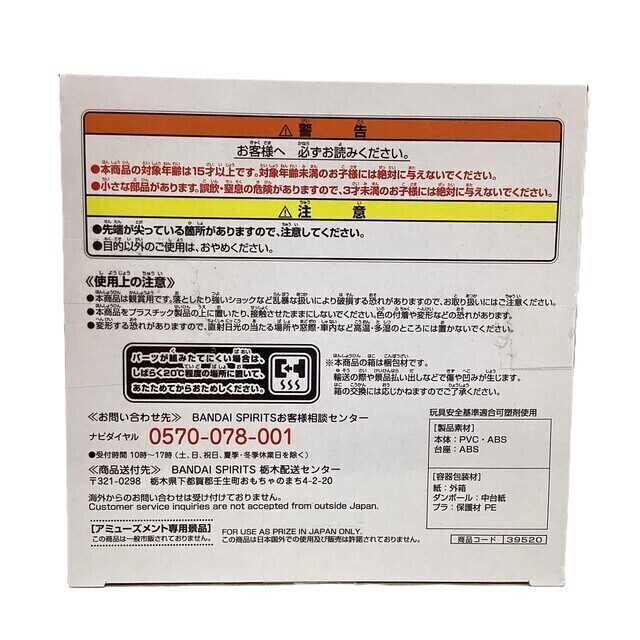 ⚠警 告
お客様へ 必ずお読みください。
●本商品の対象年齢は15才以上です。対象年齢未満のお子様には絶対に与えないでください。
●小さな部品があります。誤飲・窒息の危険がありますので、3才未満のお子様には絶対に与えないでください。
⚠注 意
●先端が尖っている箇所がありますので、注意してください。
●目的以外のご使用は、おやめください。
≪使用上の注意≫
●本商品は観賞用です。落としたり強いショックなど乱暴な扱いにより破損する恐れがありますので、お取り扱いにはご注意ください。
●本商品をプラスチック製品の上に置いたり、接触させたままにしないでください。色の付着や変形などの恐れがあります。
●変形する恐れがありますので、直射日光の当たる場所や窓際・車内など高温・多湿のところには置かないでください。
パーツが組みたてにくい場合は、
しばらく20℃程度の場所に置いて、
あたためてからおためしください。
※本商品の箱は梱包材です。
輸送の際や景品払い出しなどで傷や凹みが生じます。
箱の交換には応じかねますのでご了承ください。
≪お問い合わせ先≫ BANDAI SPIRITSお客様相談センター
ナビダイヤル 0570-078-001
●受付時間 10時~17時(土、日、祝日、夏季・冬季休業日を除く)
≪商品送付先≫ BANDAI SPIRITS 栃木配送センター
〒321-0298 栃木県下都賀郡壬生町おもちゃのまち4-2-20
海外からのお問い合わせは受け付けておりません。
Customer service inquiries are not accepted from outside Japan.
[アミューズメント専用景品]
この商品は一般市販されておりません。
FOR USE AS PRIZE IN JAPAN ONLY.
この商品は日本国外での使用及び販売は許諾されておりません。
玩具安全基準適合可塑剤使用
[製品素材]
本体:PVC・ABS
台座:ABS
[容器包装材]
紙:外箱
ダンボール:中台紙
プラ:保護材 PE
商品コード 39520